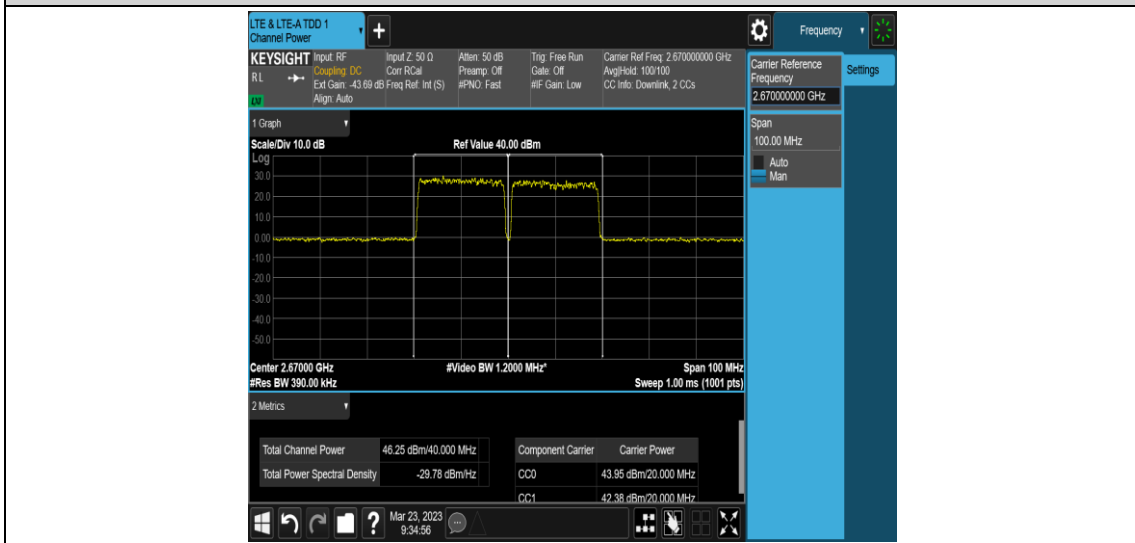 LTE & LTE-A TDD 1
Channel Power
Frequency
KEYSIGHT
RL
LXI
Input: RF
Coupling: DC
Ext Gain: -43.69 dB
Align: Auto
Input Z: 50 Ω
Corr RCal
Freq Ref: Int (S)
Atten: 50 dB
Preamp: Off
#PNO: Fast
Trig: Free Run
Gate: Off
#IF Gain: Low
Carrier Ref Freq: 2.670000000 GHz
Avg|Hold: 100/100
CC Info: Downlink, 2 CCs
Carrier Reference
Frequency
2.670000000 GHz
Settings
Span
100.00 MHz
Auto
Man
1 Graph
Scale/Div 10.0 dB
Ref Value 40.00 dBm
Log
30.0
20.0
10.0
0.00
-10.0
-20.0
-30.0
-40.0
-50.0
Center 2.67000 GHz
#Video BW 1.2000 MHz*
Span 100 MHz
#Res BW 390.00 kHz
Sweep 1.00 ms (1001 pts)
2 Metrics
Total Channel Power 46.25 dBm/40.000 MHz
Total Power Spectral Density -29.78 dBm/Hz
Component Carrier Carrier Power
CC0 43.95 dBm/20.000 MHz
CC1 42.38 dBm/20.000 MHz
Mar 23, 2023
9:34:56